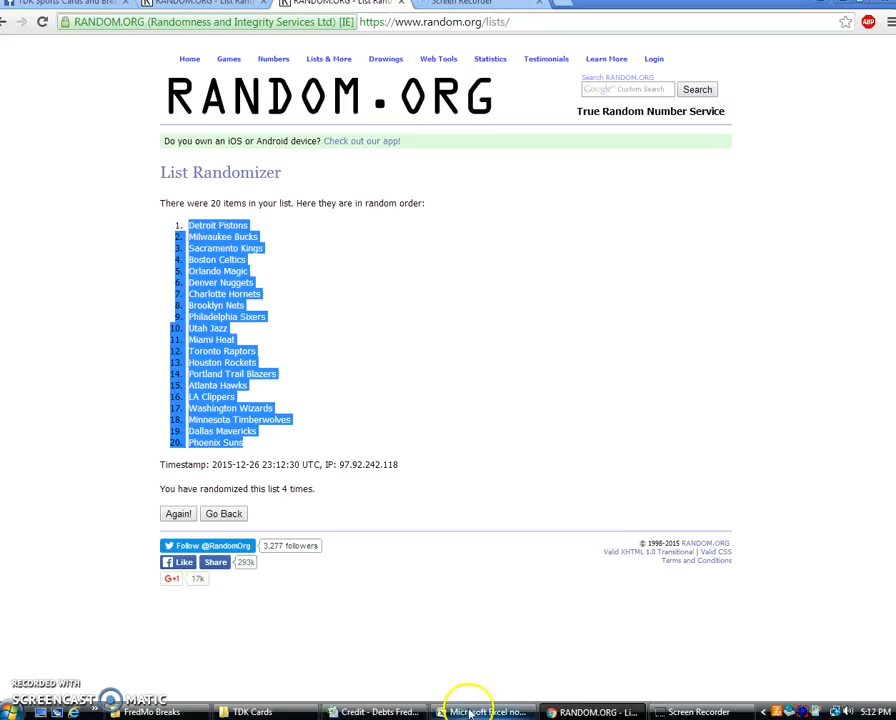 TDK Sports Cards and Bre
RANDOM.ORG - List Ran
RANDOM.ORG - List Ran
Screen Recorder
RANDOM.ORG (Randomness and Integrity Services Ltd) [IE] https://www.random.org/lists/
ABP
Home Games Numbers Lists & More Drawings Web Tools Statistics Testimonials Learn More Login
RANDOM.ORG
Search RANDOM.ORG
Google™ Custom Search Search
True Random Number Service
Do you own an iOS or Android device? Check out our app!
List Randomizer
There were 20 items in your list. Here they are in random order:
1. Detroit Pistons
2. Milwaukee Bucks
3. Sacramento Kings
4. Boston Celtics
5. Orlando Magic
6. Denver Nuggets
7. Charlotte Hornets
8. Brooklyn Nets
9. Philadelphia Sixers
10. Utah Jazz
11. Miami Heat
12. Toronto Raptors
13. Houston Rockets
14. Portland Trail Blazers
15. Atlanta Hawks
16. LA Clippers
17. Washington Wizards
18. Minnesota Timberwolves
19. Dallas Mavericks
20. Phoenix Suns
Timestamp: 2015-12-26 23:12:30 UTC, IP: 97.92.242.118
You have randomized this list 4 times.
Again! Go Back
Follow @RandomOrg 3,277 followers
Like Share 293k
G+1 17k
© 1998-2015 RANDOM.ORG
Valid XHTML 1.0 Transitional | Valid CSS
Terms and Conditions
RECORDED WITH
SCREENCAST MATIC
FredMo Breaks TDK Cards Credit - Debts Fred... Microsoft Excel no... RANDOM.ORG - Li... Screen Recorder 5:12 PM